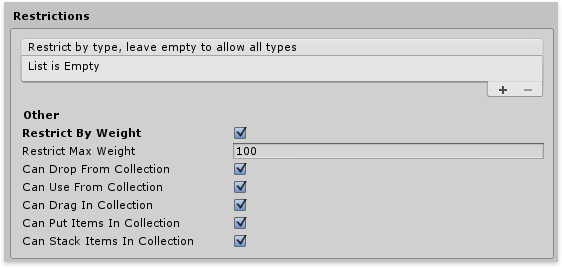 Restrictions
Restrict by type, leave empty to allow all types
List is Empty
+ −
Other
Restrict By Weight
Restrict Max Weight 100
Can Drop From Collection
Can Use From Collection
Can Drag In Collection
Can Put Items In Collection
Can Stack Items In Collection